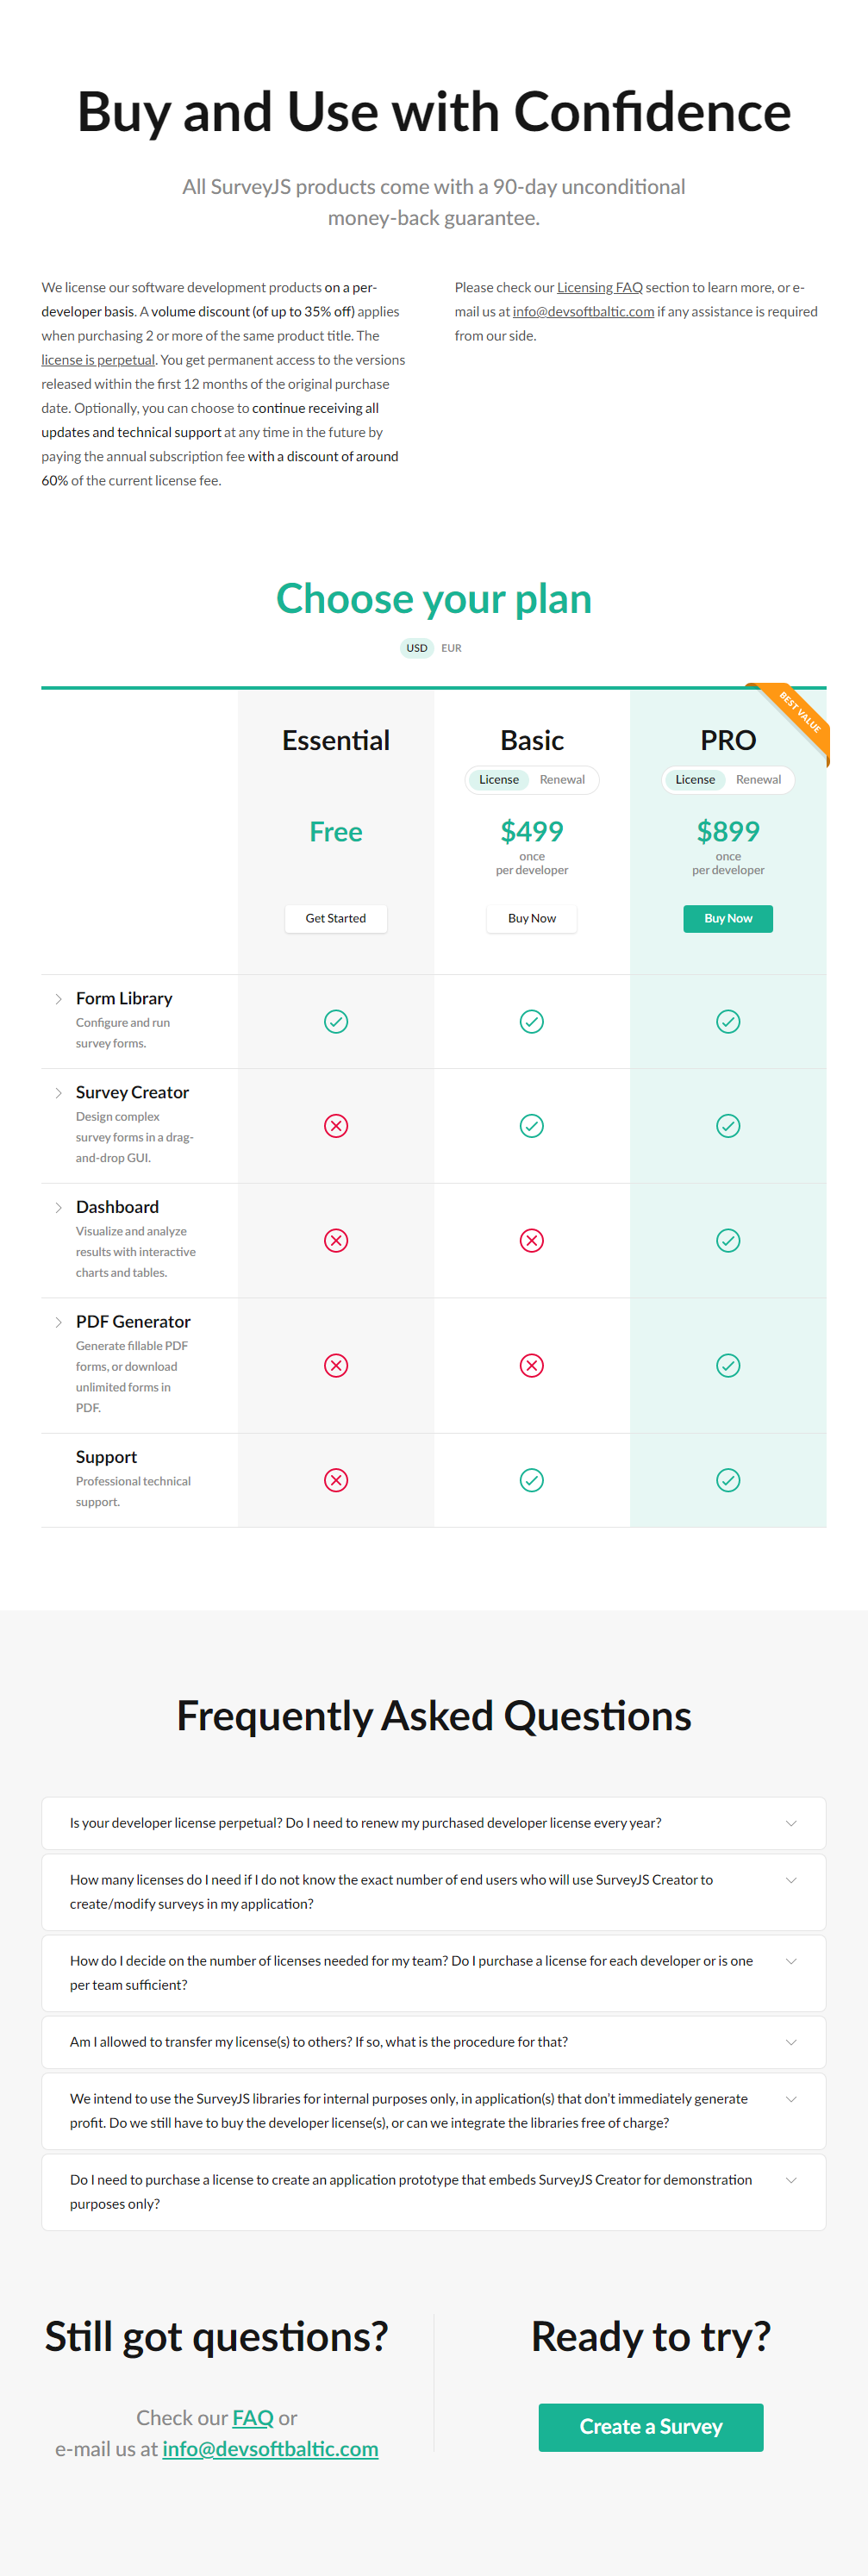 Buy and Use with Confidence
All SurveyJS products come with a 90-day unconditional
money-back guarantee.
We license our software development products on a per-
developer basis. A volume discount (of up to 35% off) applies
when purchasing 2 or more of the same product title. The
license is perpetual. You get permanent access to the versions
released within the first 12 months of the original purchase
date. Optionally, you can choose to continue receiving all
updates and technical support at any time in the future by
paying the annual subscription fee with a discount of around
60% of the current license fee.
Please check our Licensing FAQ section to learn more, or e-
mail us at info@devsoftbaltic.com if any assistance is required
from our side.
Choose your plan
USD EUR
BEST VALUE
Essential
Free
Get Started
Basic
License Renewal
$499
once
per developer
Buy Now
PRO
License Renewal
$899
once
per developer
Buy Now
Form Library
Configure and run
survey forms.
Survey Creator
Design complex
survey forms in a drag-
and-drop GUI.
Dashboard
Visualize and analyze
results with interactive
charts and tables.
PDF Generator
Generate fillable PDF
forms, or download
unlimited forms in
PDF.
Support
Professional technical
support.
Frequently Asked Questions
Is your developer license perpetual? Do I need to renew my purchased developer license every year?
How many licenses do I need if I do not know the exact number of end users who will use SurveyJS Creator to
create/modify surveys in my application?
How do I decide on the number of licenses needed for my team? Do I purchase a license for each developer or is one
per team sufficient?
Am I allowed to transfer my license(s) to others? If so, what is the procedure for that?
We intend to use the SurveyJS libraries for internal purposes only, in application(s) that don't immediately generate
profit. Do we still have to buy the developer license(s), or can we integrate the libraries free of charge?
Do I need to purchase a license to create an application prototype that embeds SurveyJS Creator for demonstration
purposes only?
Still got questions?
Check our FAQ or
e-mail us at info@devsoftbaltic.com
Ready to try?
Create a Survey